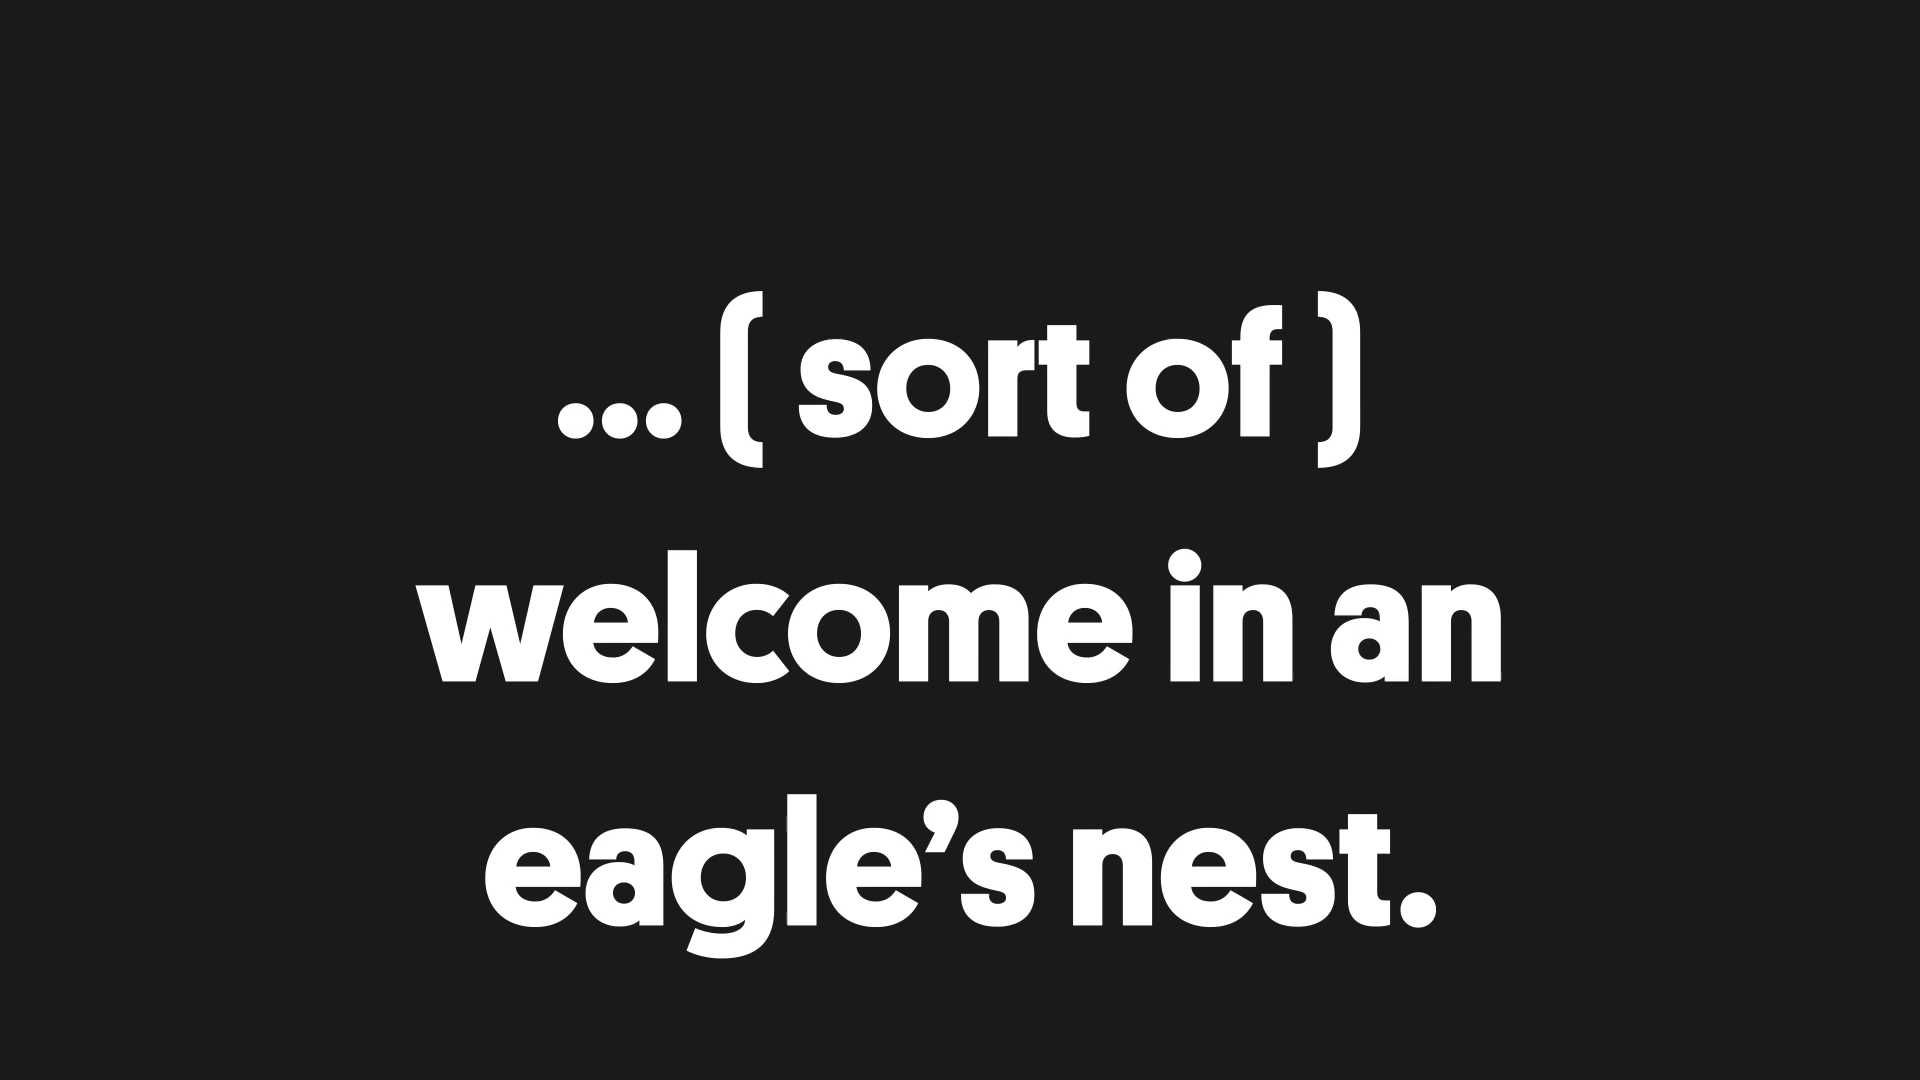 ... ( sort of )
welcome in an
eagle’s nest.